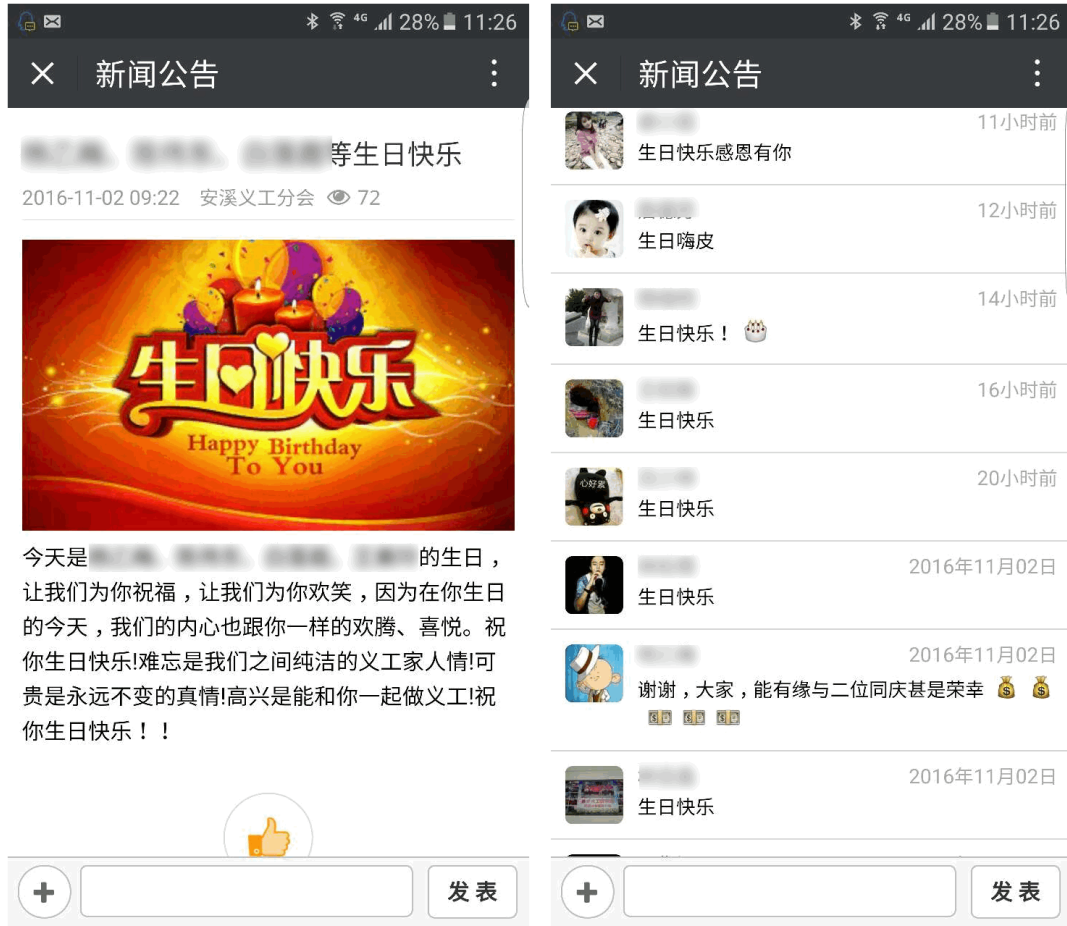 4G 28% 11:26
新闻公告
等生日快乐
2016-11-02 09:22 安溪义工分会 72
生日快乐
Happy Birthday
To You
今天是 的生日，
让我们为你祝福，让我们为你欢笑，因为在你生日
的今天，我们的内心也跟你一样的欢腾、喜悦。祝
你生日快乐!难忘是我们之间纯洁的义工家人情!可
贵是永远不变的真情!高兴是能和你一起做义工!祝
你生日快乐！！
发表
4G 28% 11:26
新闻公告
11小时前
生日快乐感恩有你
12小时前
生日嗨皮
14小时前
生日快乐！
16小时前
生日快乐
20小时前
心好累
生日快乐
2016年11月02日
生日快乐
2016年11月02日
谢谢，大家，能有缘与二位同庆甚是荣幸
2016年11月02日
生日快乐
发表